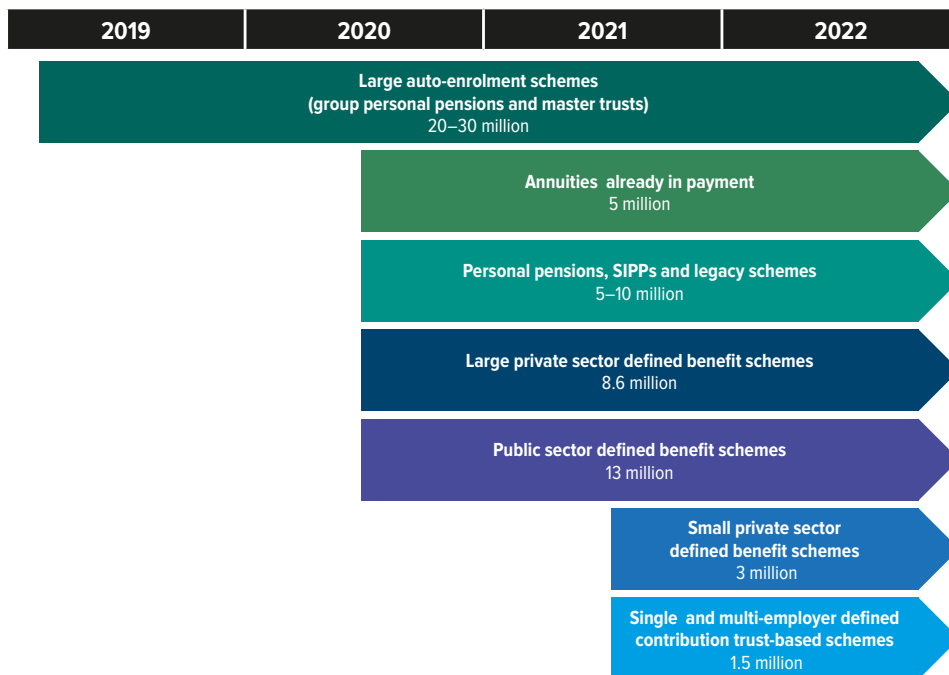 2019 2020 2021 2022
Large auto-enrolment schemes
(group personal pensions and master trusts)
20–30 million
Annuities already in payment
5 million
Personal pensions, SIPPs and legacy schemes
5–10 million
Large private sector defined benefit schemes
8.6 million
Public sector defined benefit schemes
13 million
Small private sector
defined benefit schemes
3 million
Single and multi-employer defined
contribution trust-based schemes
1.5 million